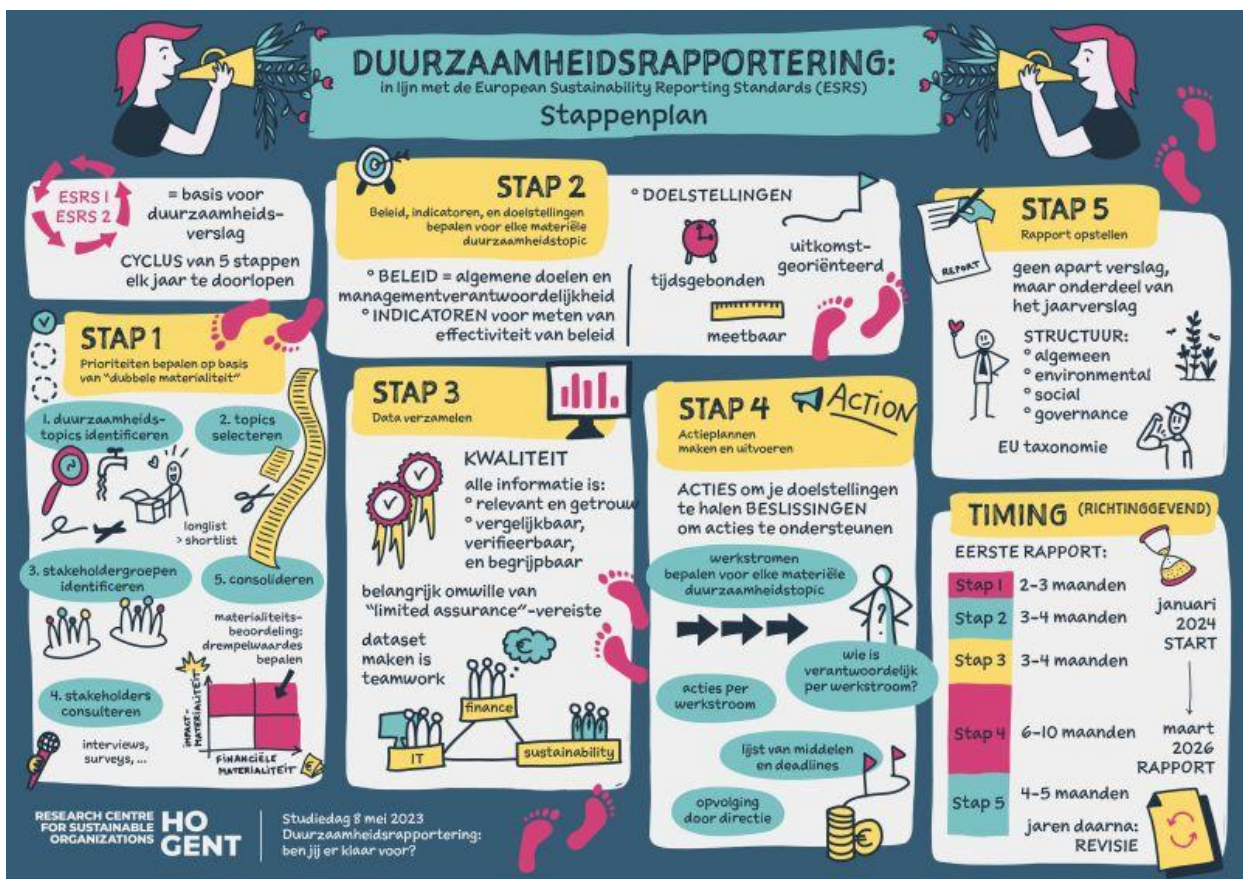 DUURZAAMHEIDSRAPPORTERING:
in lijn met de European Sustainability Reporting Standards (ESRS)
Stappenplan
ESRS 1
ESRS 2
= basis voor
duurzaamheids-
verslag
CYCLUS van 5 stappen
elk jaar te doorlopen
STAP 1
Prioriteiten bepalen op basis
van "dubbele materialiteit"
1. duurzaamheids-
topics identificeren
2. topics
selecteren
longlist
> shortlist
3. stakeholdergroepen
identificeren
5. consolideren
materialiteits-
beoordeling:
drempelwaardes
bepalen
4. stakeholders
consulteren
interviews,
surveys, ...
IMPACT-
MATERIALITEIT
FINANCIËLE
MATERIALITEIT
€
STAP 2
Beleid, indicatoren, en doelstellingen
bepalen voor elke materiële
duurzaamheidstopic
° BELEID = algemene doelen en
managementverantwoordelijkheid
° INDICATOREN voor meten van
effectiviteit van beleid
° DOELSTELLINGEN
tijdsgebonden
uitkomst-
georiënteerd
meetbaar
STAP 3
Data verzamelen
KWALITEIT
alle informatie is:
° relevant en getrouw
° vergelijkbaar,
verifieerbaar,
en begrijpbaar
belangrijk omwille van
"limited assurance"-vereiste
dataset
maken is
teamwork
€
finance
IT
sustainability
STAP 4
ACTION
Actieplannen
maken en uitvoeren
ACTIES om je doelstellingen
te halen BESLISSINGEN
om acties te ondersteunen
werkstromen
bepalen voor elke materiële
duurzaamheidstopic
?
wie is
verantwoordelijk
per werkstroom?
acties per
werkstroom
lijst van middelen
en deadlines
opvolging
door directie
€
STAP 5
Rapport opstellen
REPORT
geen apart verslag,
maar onderdeel van
het jaarverslag
STRUCTUUR:
° algemeen
° environmental
° social
° governance
EU taxonomie
TIMING (RICHTINGGEVEND)
EERSTE RAPPORT:
Stap 1 2-3 maanden
Stap 2 3-4 maanden
Stap 3 3-4 maanden
Stap 4 6-10 maanden
Stap 5 4-5 maanden
januari
2024
START
maart
2026
RAPPORT
jaren daarna:
REVISIE
RESEARCH CENTRE
FOR SUSTAINABLE
ORGANIZATIONS
HO
GENT
Studiedag 8 mei 2023
Duurzaamheidsrapportering:
ben jij er klaar voor?